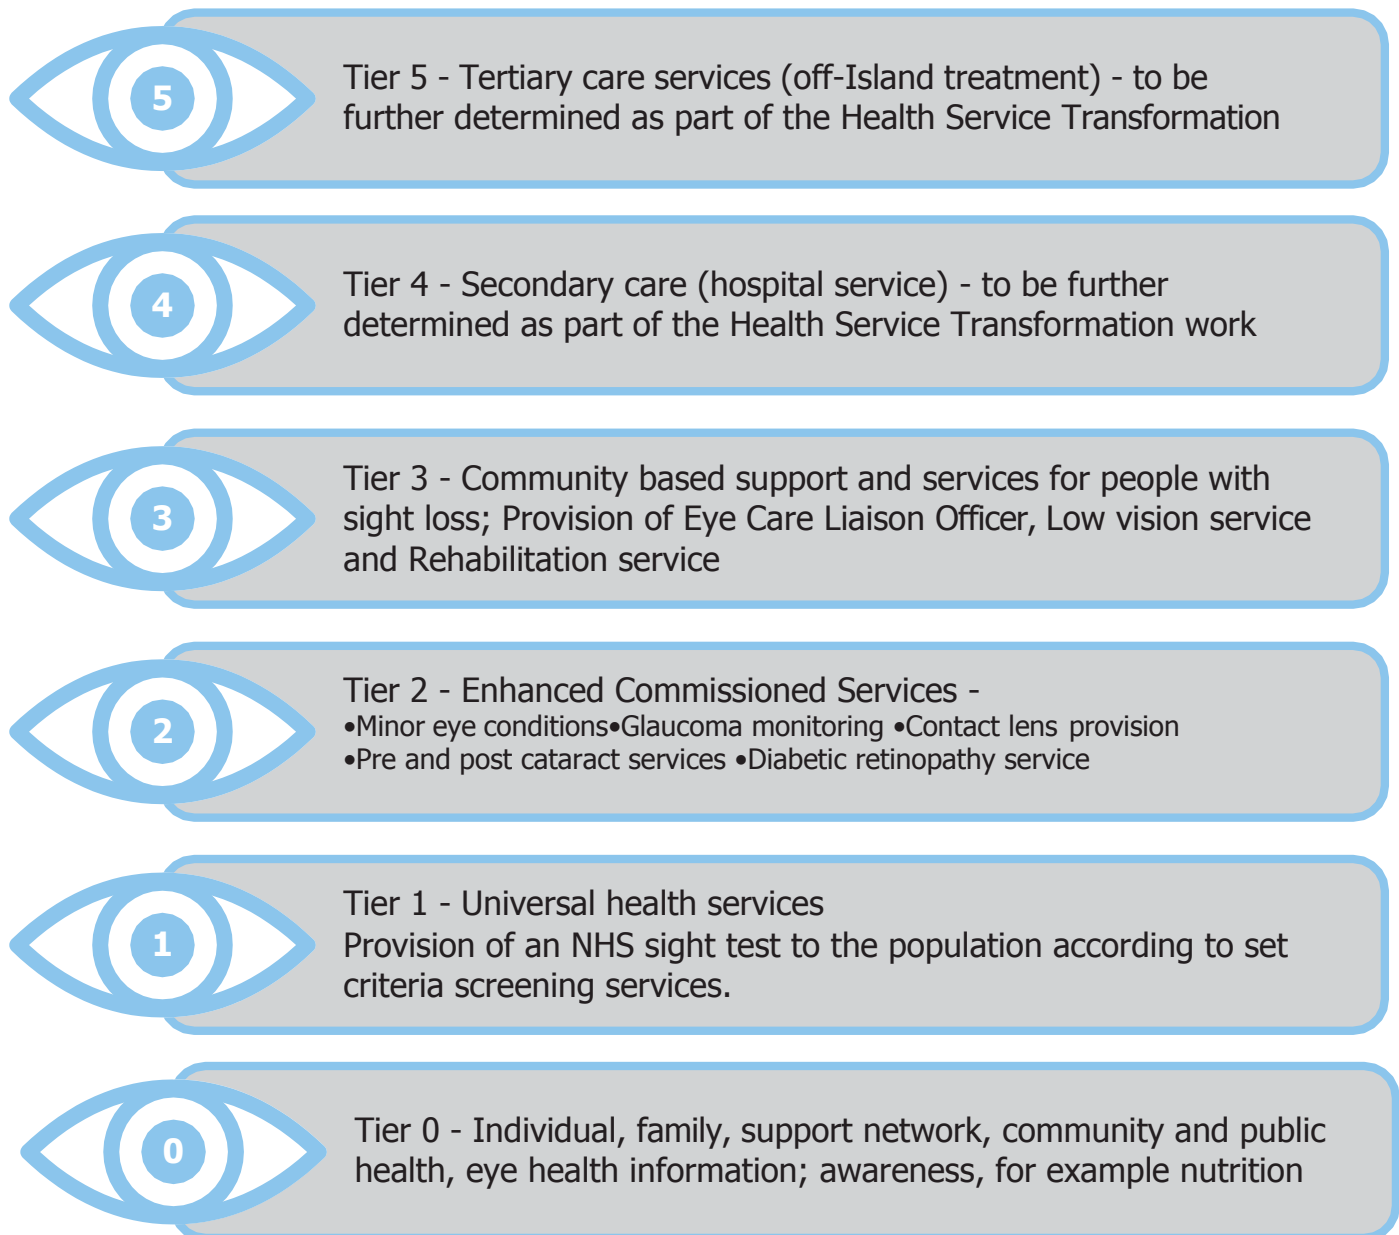 5
Tier 5 - Tertiary care services (off-Island treatment) - to be
further determined as part of the Health Service Transformation
4
Tier 4 - Secondary care (hospital service) - to be further
determined as part of the Health Service Transformation work
3
Tier 3 - Community based support and services for people with
sight loss; Provision of Eye Care Liaison Officer, Low vision service
and Rehabilitation service
2
Tier 2 - Enhanced Commissioned Services -
•Minor eye conditions•Glaucoma monitoring •Contact lens provision
•Pre and post cataract services •Diabetic retinopathy service
1
Tier 1 - Universal health services
Provision of an NHS sight test to the population according to set
criteria screening services.
0
Tier 0 - Individual, family, support network, community and public
health, eye health information; awareness, for example nutrition